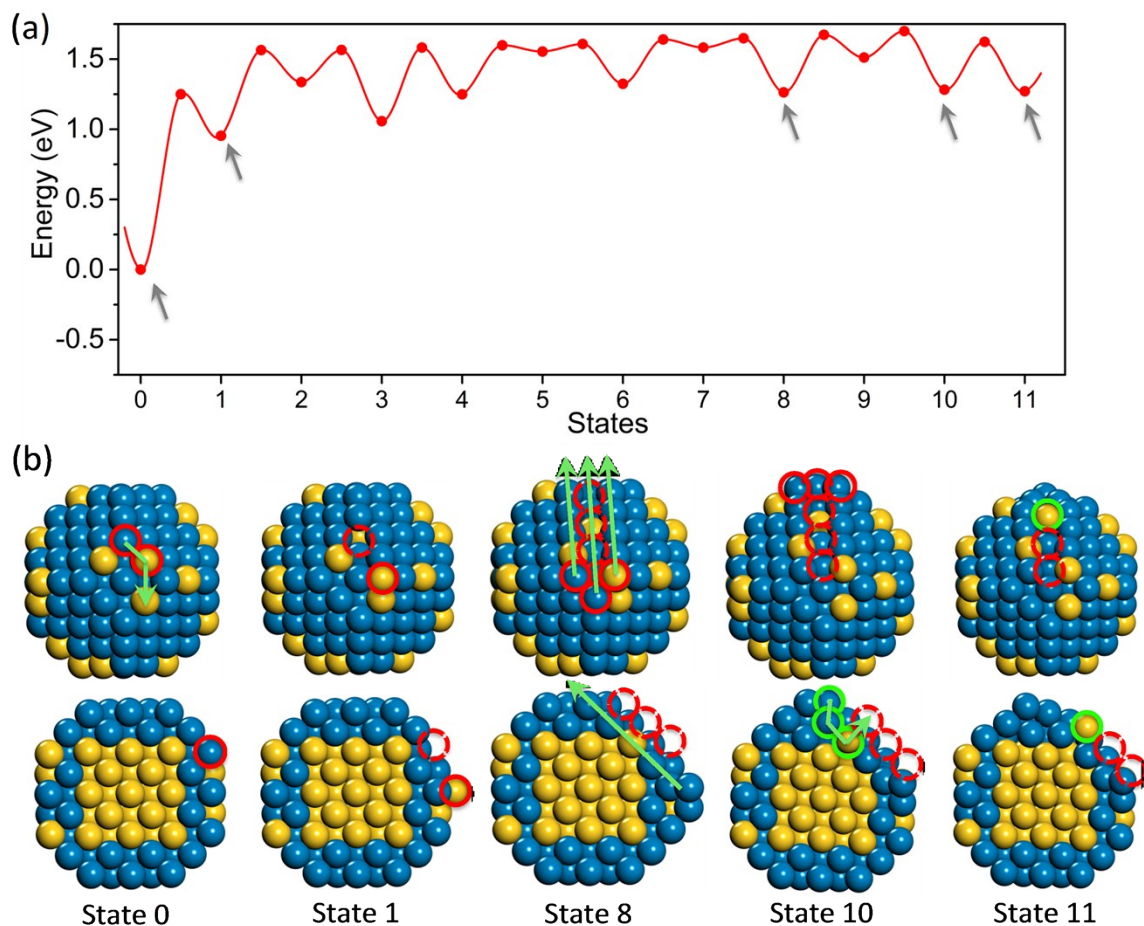 (a)
Energy (eV)
1.5
1.0
0.5
0.0
-0.5
0 1 2 3 4 5 6 7 8 9 10 11
States
(b)
State 0 State 1 State 8 State 10 State 11